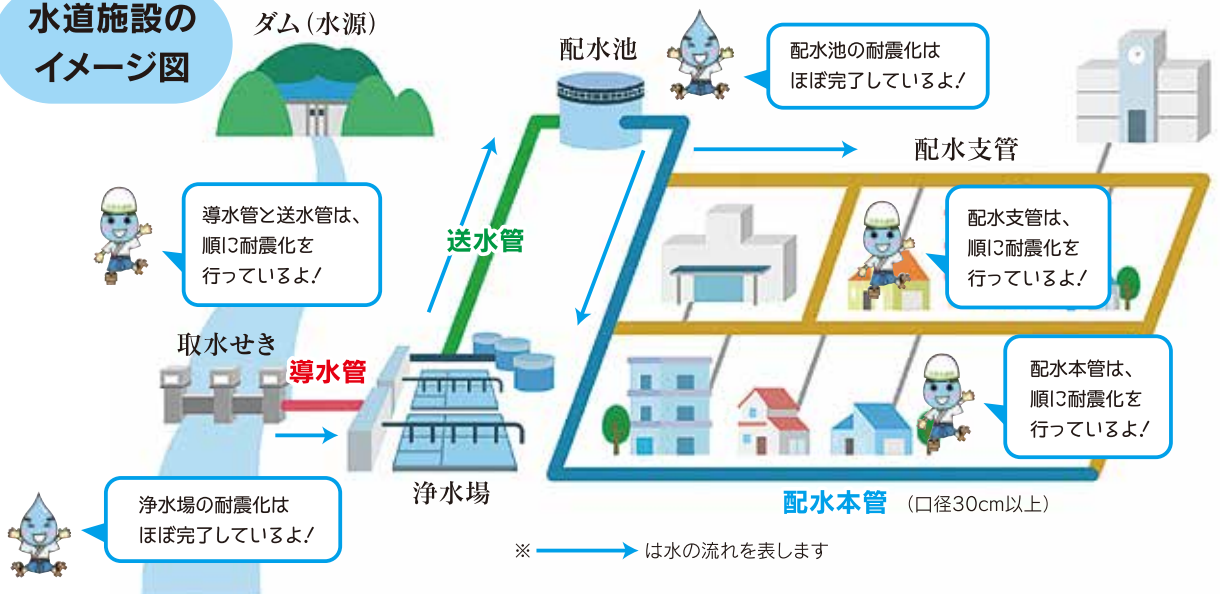 水道施設の
イメージ図
ダム(水源)
配水池
配水池の耐震化は
ほぼ完了しているよ!
配水支管
導水管と送水管は、
順に耐震化を
行っているよ!
送水管
配水支管は、
順に耐震化を
行っているよ!
取水せき
導水管
配水本管は、
順に耐震化を
行っているよ!
浄水場
配水本管 (口径30cm以上)
浄水場の耐震化は
ほぼ完了しているよ!
※ は水の流れを表します